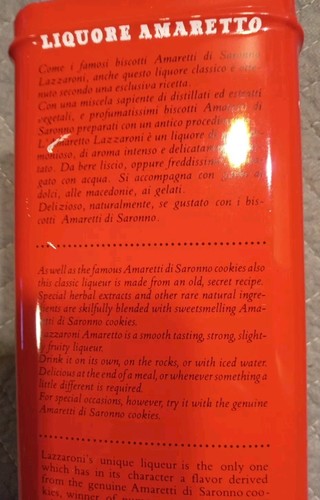 LIQUORE AMARETTO
Come i famosi biscotti Amaretti di Saronno
Lazzaroni, anche questo liquore classico è otte-
nuto secondo una esclusiva ricetta.
Con una miscela sapiente di distillati ed estratti
vegetali, e profumatissimi biscotti Amaretti di
Saronno preparati con un antico
L'Amaretto Lazzaroni è un liquore
monioso, di aroma intenso e
tato. Da bere liscio, oppure freddissimo,
gato con acqua. Si accompagna con
dolci, alle macedonie, ai gelati.
Delizioso, naturalmente, se gustato con i bis-
cotti Amaretti di Saronno.
As well as the famous Amaretti di Saronno cookies also
this classic liqueur is made from an old, secret recipe.
Special herbal extracts and other rare natural ingre-
dients are skilfully blended with sweetsmelling Ama-
retti di Saronno cookies.
Lazzaroni Amaretto is a smooth tasting, strong, slight-
ly fruity liqueur.
Drink it on its own, on the rocks, or with iced water.
Delicious at the end of a meal, or whenever something a
little different is required.
For special occasions, however, try it with the genuine
Amaretti di Saronno cookies.
Lazzaroni's unique liqueur is the only one
which has in its character a flavor derived
from the genuine Amaretti di Saronno coo-
kies, winner of